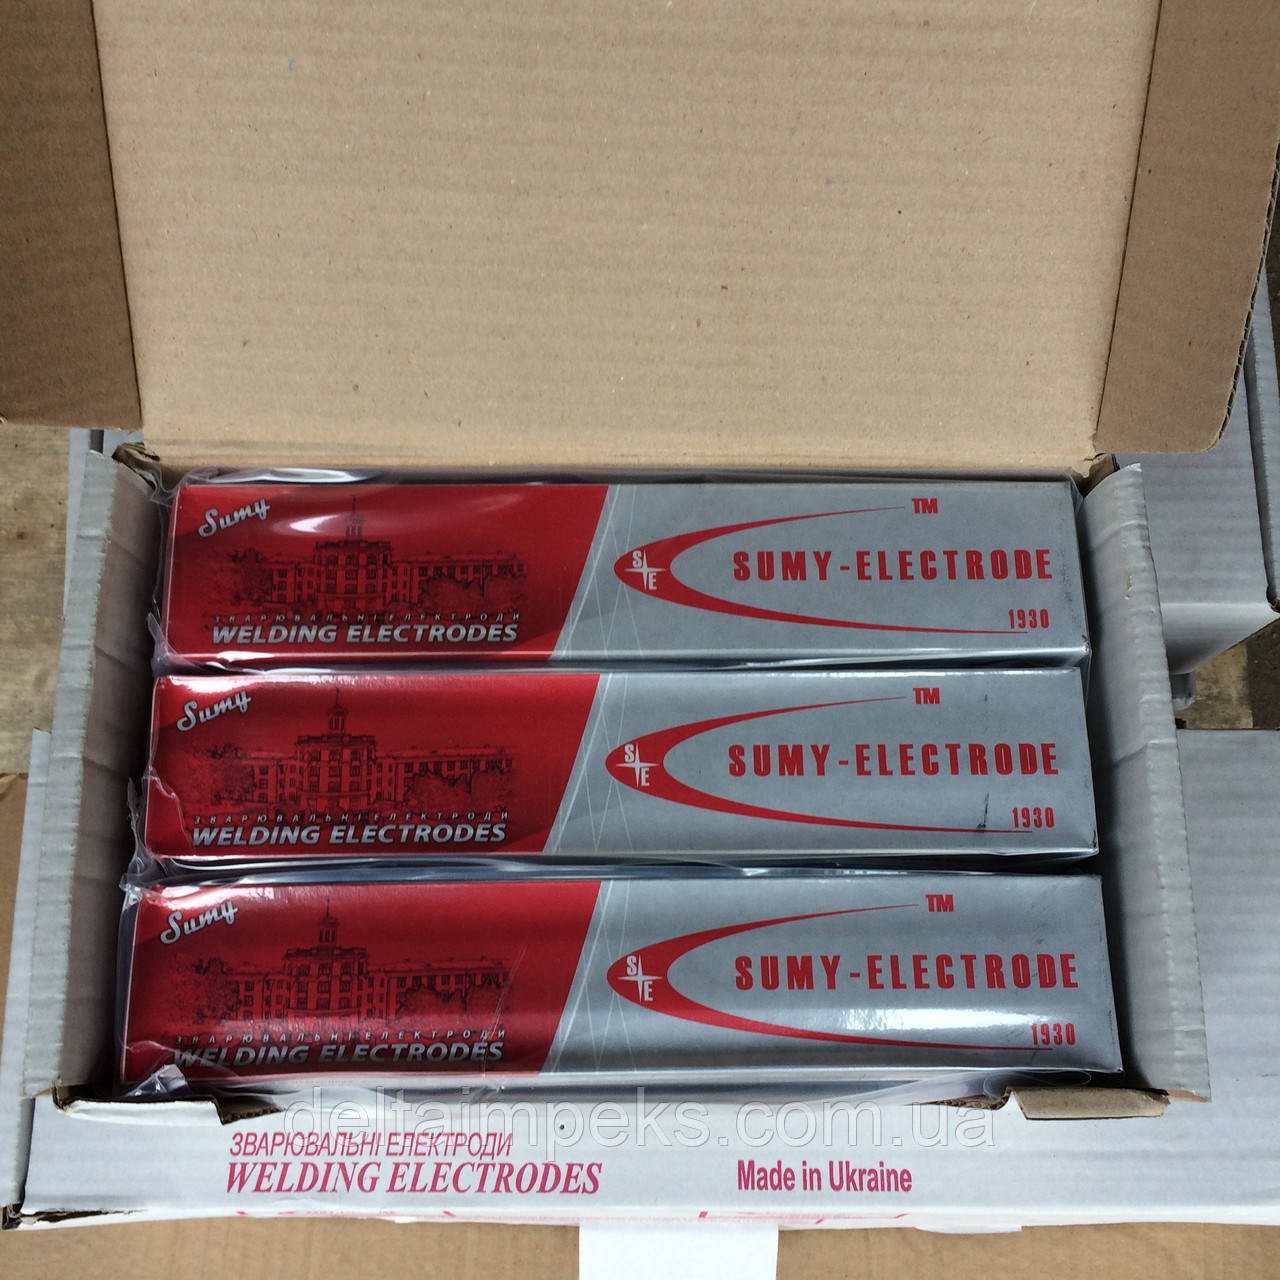 Sumy
ЗВАРЮВАЛЬНІ ЕЛЕКТРОДИ
WELDING ELECTRODES
S E
TM
SUMY-ELECTRODE
1930
Sumy
ЗВАРЮВАЛЬНІ ЕЛЕКТРОДИ
WELDING ELECTRODES
S E
TM
SUMY-ELECTRODE
1930
Sumy
ЗВАРЮВАЛЬНІ ЕЛЕКТРОДИ
WELDING ELECTRODES
S E
TM
SUMY-ELECTRODE
1930
deltaimpeks.com.ua
ЗВАРЮВАЛЬНІ ЕЛЕКТРОДИ
WELDING ELECTRODES
Made in Ukraine